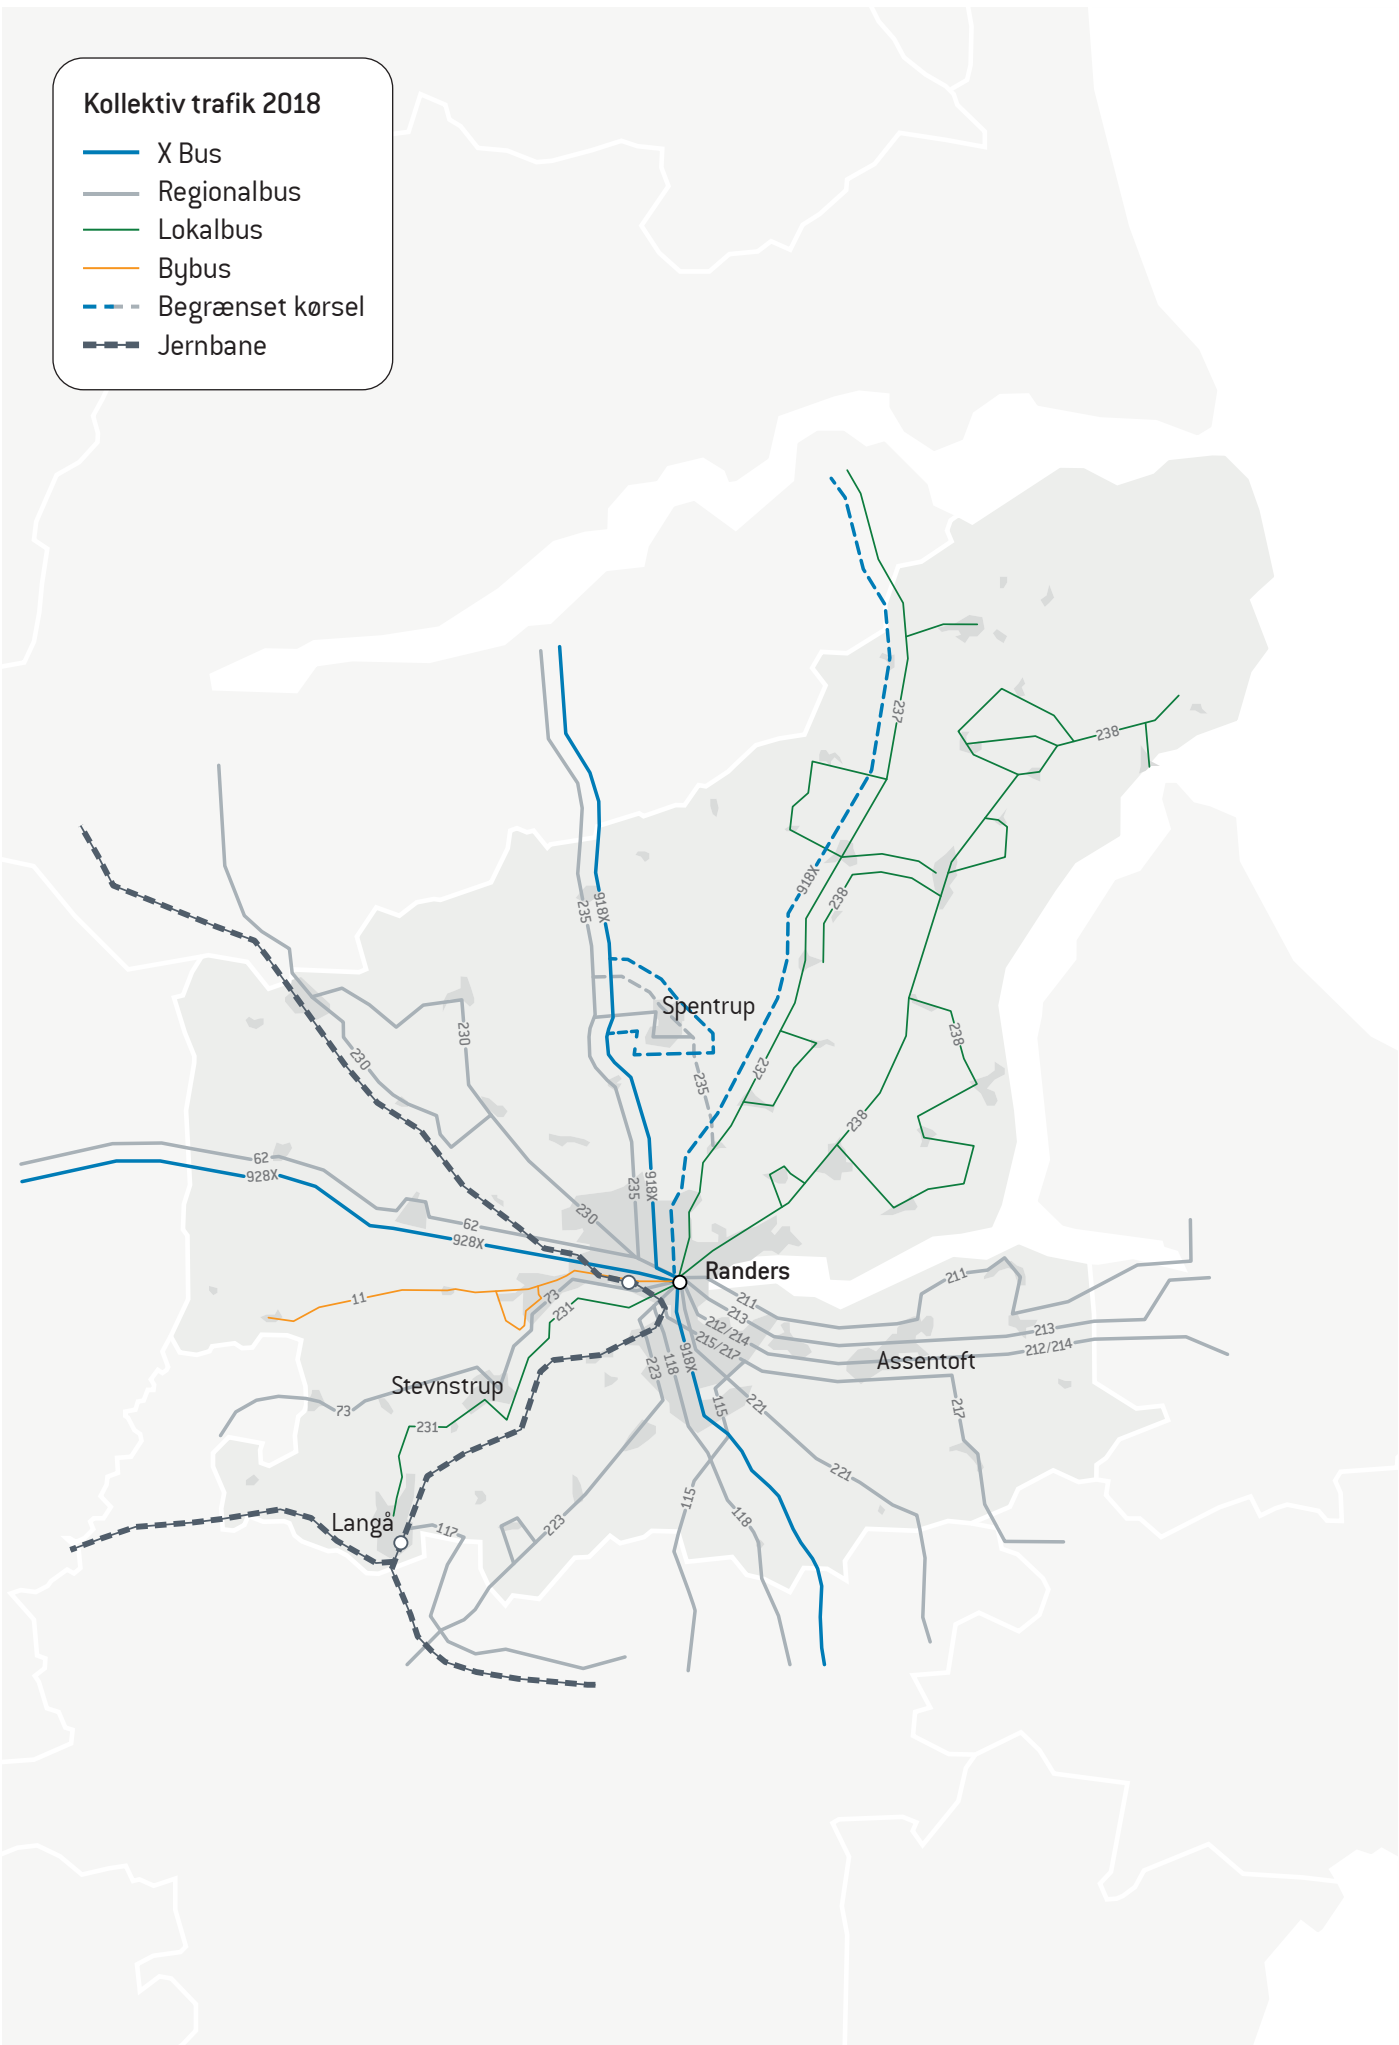 Kollektiv trafik 2018
X Bus
Regionalbus
Lokalbus
Bybus
Begrænset kørsel
Jernbane
237
238
918X
238
918X
235
Spentrup
230
238
230
237
235
238
62
928X
918X
235
230
62
928X
Randers
211
11
73
231
211
213
213
212/214
212/214
215/217
918X
118
223
Assentoft
Stevnstrup
73
115
221
217
231
221
115
118
Langå
117
223